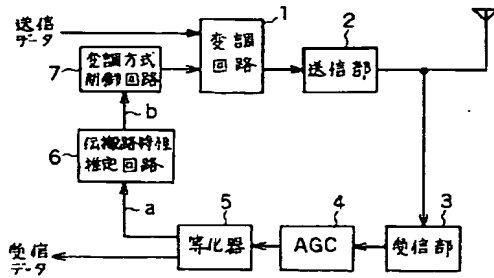 送信
データ
1
変調
回路
2
送信部
7
変調方式
制御回路
b
6
伝搬路特性
推定回路
a
5
等化器
4
AGC
3
受信部
受信
データ